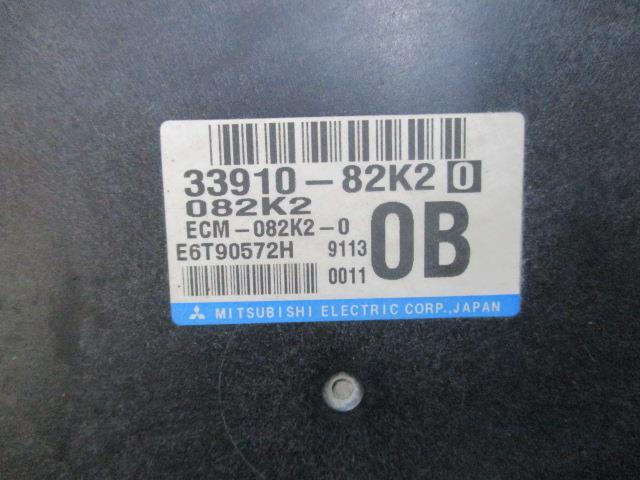 33910-82K2 0
082K2
ECM-082K2-0
E6T90572H 9113
0011
0B
MITSUBISHI ELECTRIC CORP.,JAPAN